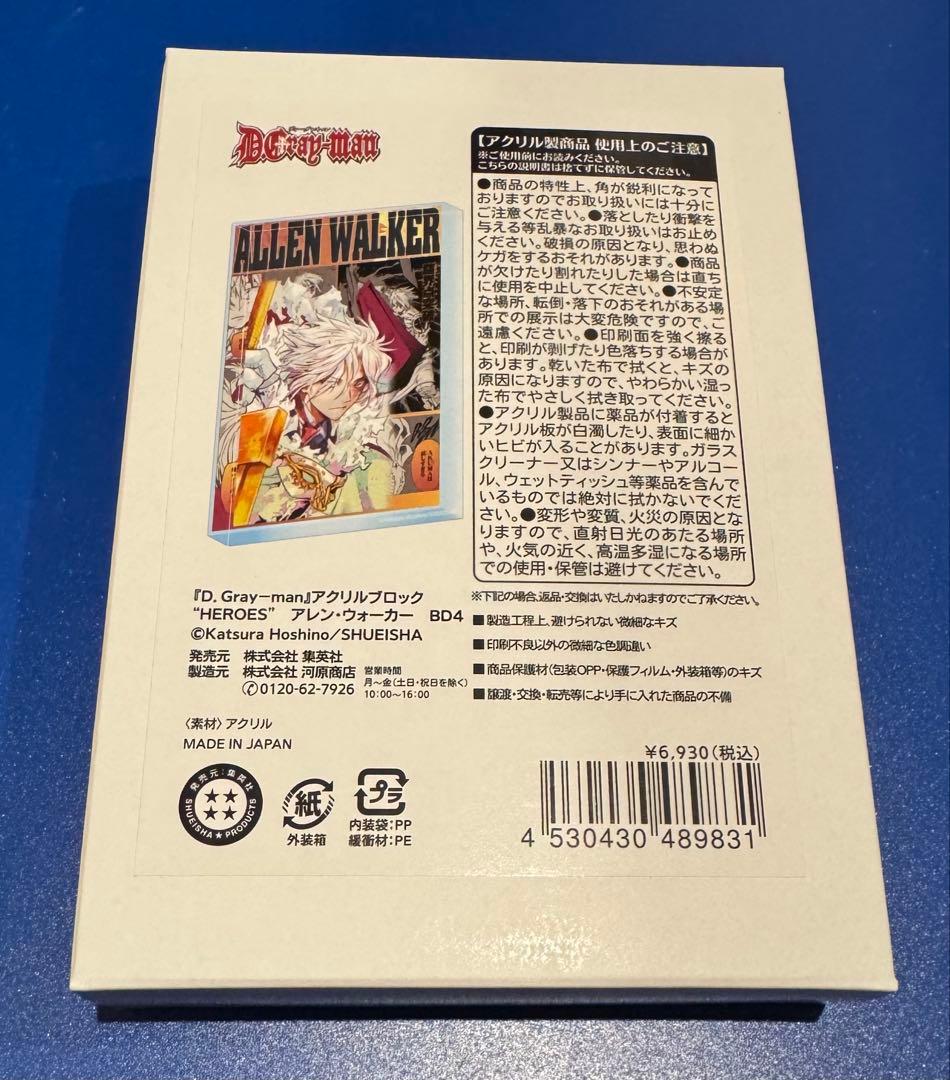 D.Gray-man
ALLEN WALKER
【アクリル製商品 使用上のご注意】
※ご使用前にお読みください。
こちらの説明書は捨てずに保管してください。
●商品の特性上、角が鋭利になって
おりますのでお取り扱いには十分に
ご注意ください。●落としたり衝撃を
与える等乱暴なお取り扱いはお止め
ください。破損の原因となり、思わぬ
ケガをするおそれがあります。●商品
が欠けたり割れたりした場合は直ち
に使用を中止してください。●不安定
な場所、転倒・落下のおそれがある場
所での展示は大変危険ですので、ご
遠慮ください。●印刷面を強く擦る
と、印刷が剥げたり色落ちする場合が
あります。乾いた布で拭くと、キズの
原因になりますので、やわらかい湿っ
た布でやさしく拭き取ってください。
●アクリル製品に薬品が付着すると
アクリル板が白濁したり、表面に細か
いヒビが入ることがあります。ガラス
クリーナー又はシンナーやアルコー
ル、ウェットティッシュ等薬品を含んで
いるものでは絶対に拭かないでくだ
さい。●変形や変質、火災の原因とな
りますので、直射日光のあたる場所
や、火気の近く、高温多湿になる場所
での使用・保管は避けてください。
※下記の場合、返品・交換はいたしかねますのでご了承ください。
■製造工程上、避けられない微細なキズ
■印刷不良以外の微細な色調違い
■商品保護材(包装OPP・保護フィルム・外装箱等)のキズ
■譲渡・交換・転売等により手に入れた商品の不備
『D. Gray−man』アクリルブロック
“HEROES” アレン・ウォーカー BD4
©Katsura Hoshino/SHUEISHA
発売元 株式会社 集英社
製造元 株式会社 河原商店
✆0120-62-7926
営業時間
月〜金(土日・祝日を除く)
10:00〜16:00
〈素材〉アクリル
MADE IN JAPAN
発売元:集英社
SHUEISHA★PRODUCTS
紙
外装箱
プラ
内装袋:PP
緩衝材:PE
¥6,930(税込)
4 530430 489831